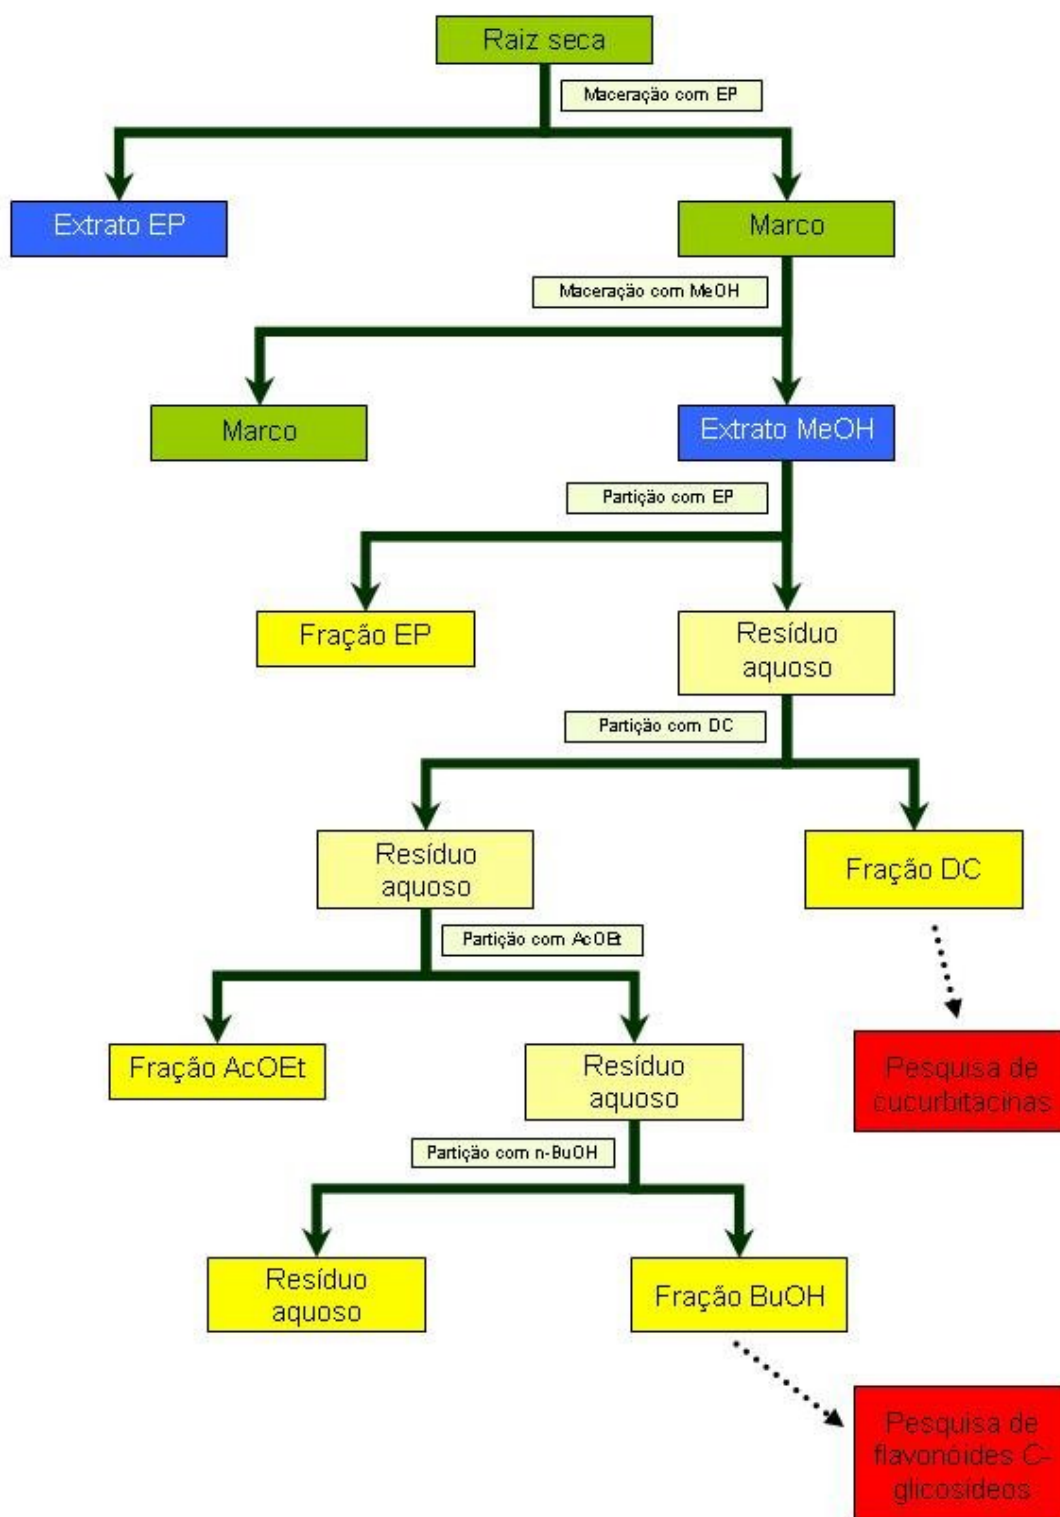 Raiz seca
Maceração com EP
Extrato EP
Marco
Maceração com MeOH
Marco
Extrato MeOH
Partição com EP
Fração EP
Resíduo
aquoso
Partição com DC
Resíduo
aquoso
Fração DC
Partição com AcOEt
Fração AcOEt
Resíduo
aquoso
Pesquisa de
cucurbitacinas
Partição com n-BuOH
Resíduo
aquoso
Fração BuOH
Pesquisa de
flavonóides C-
glicosídeos